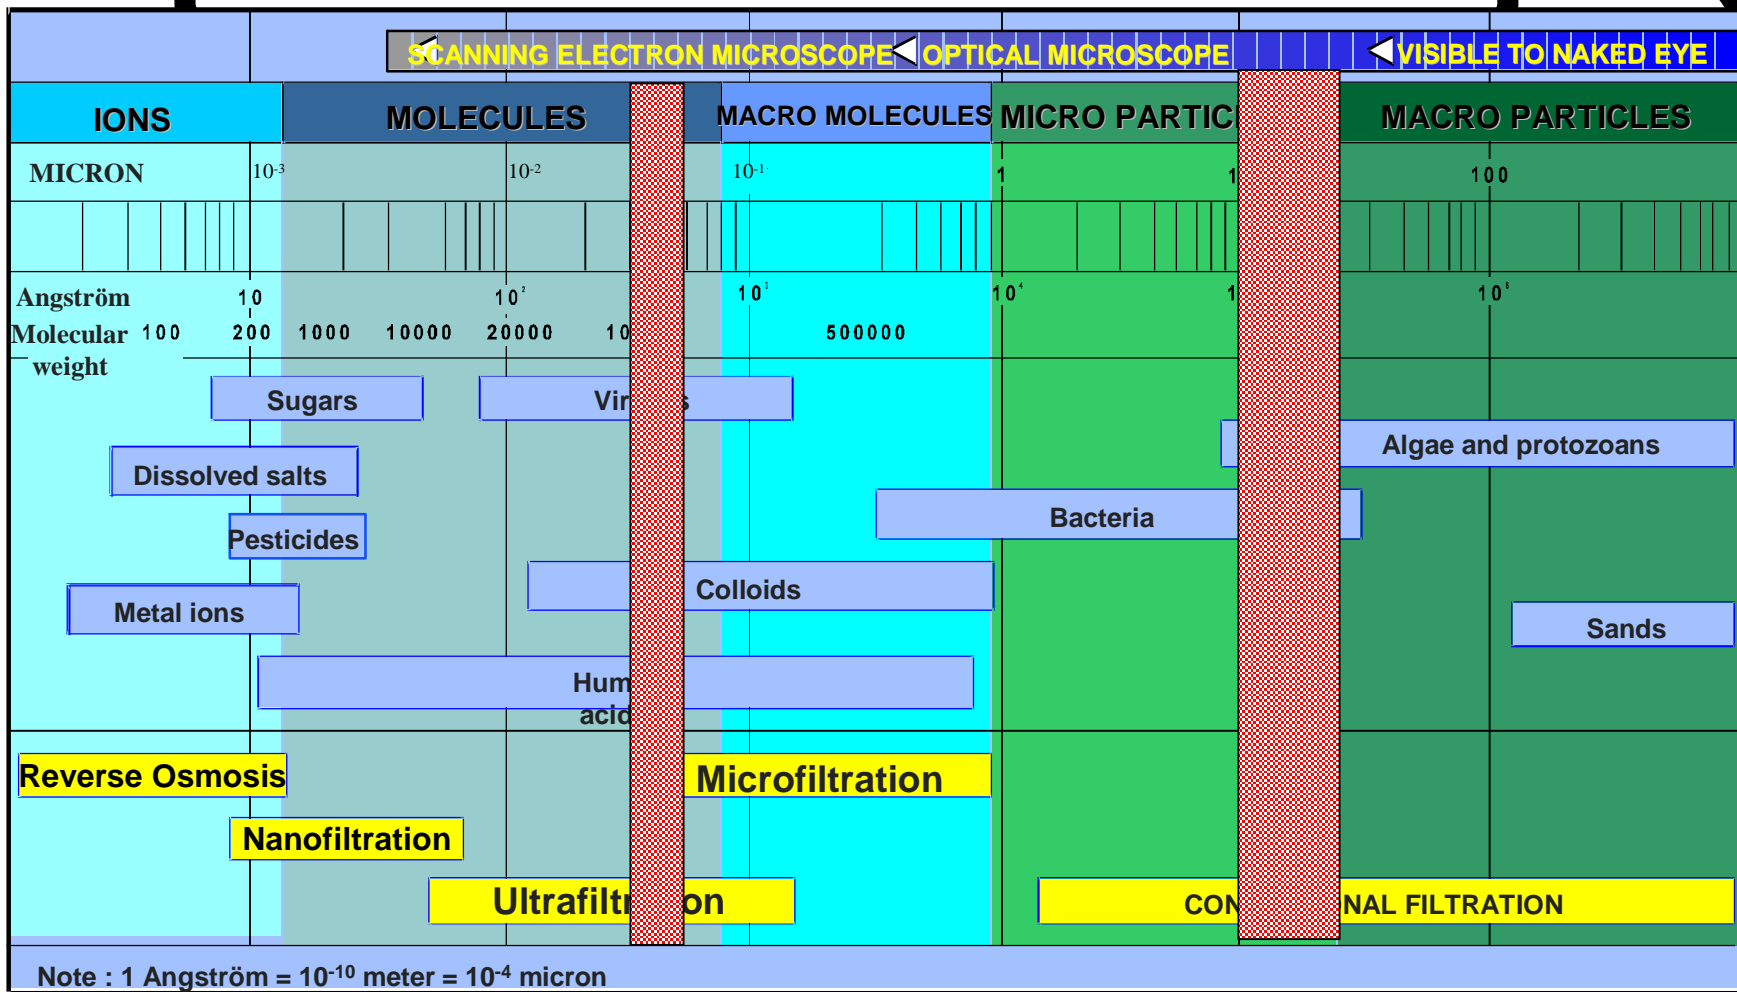 SCANNING ELECTRON MICROSCOPE OPTICAL MICROSCOPE VISIBLE TO NAKED EYE
IONS MOLECULES MACRO MOLECULES MICRO MACRO PARTICLES
MICRON 10-3 10-2 10-1 1 100
Angström 10 10² 10³ 10⁴
Molecular 100 200 1000 10000 20000 500000
weight
Sugars
Algae and protozoans
Dissolved salts
Bacteria
Pesticides
Colloids
Metal ions
Sands
Reverse Osmosis Microfiltration
Nanofiltration
FILTRATION
Note : 1 Angström = 10-10 meter = 10-4 micron